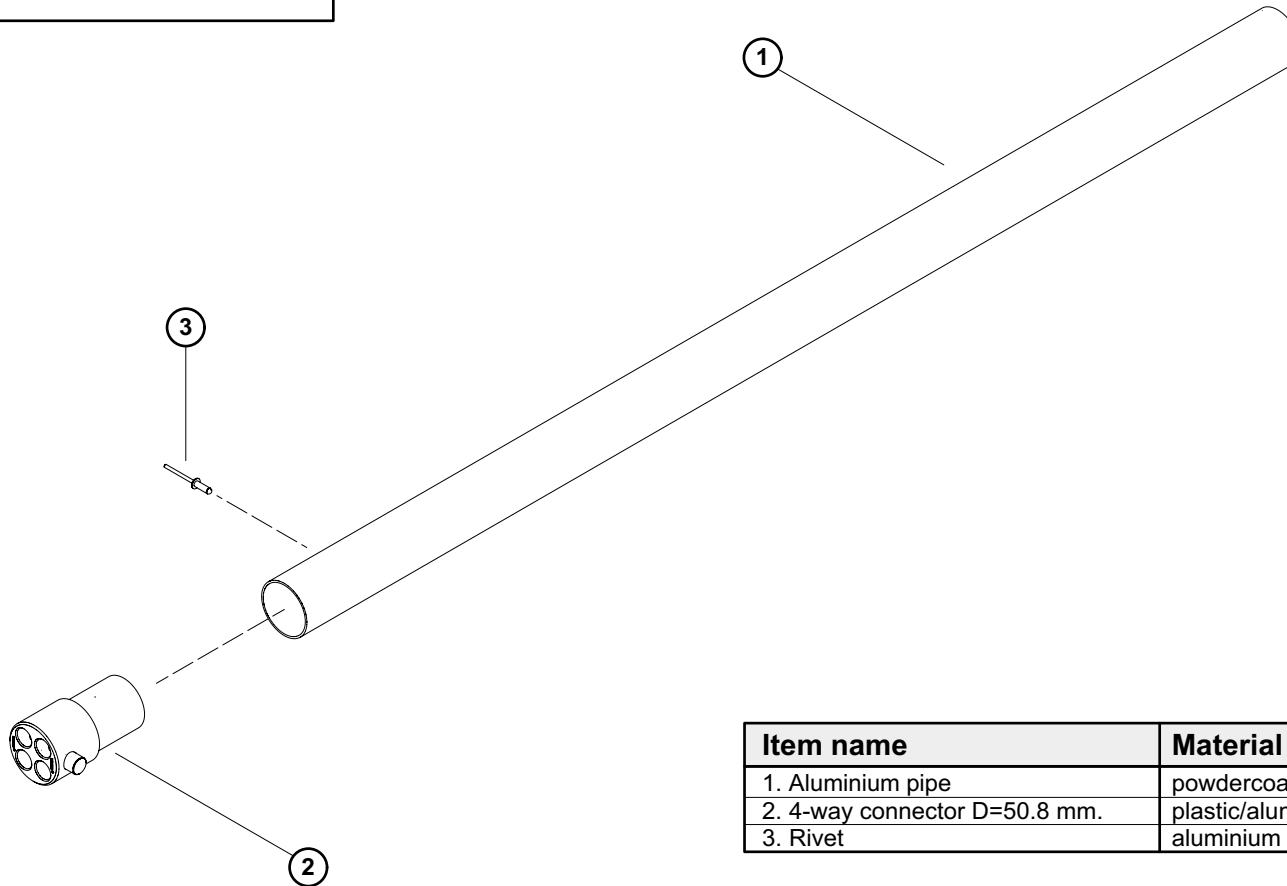 1
3
2
Item name Material
1. Aluminium pipe
2. 4-way connector D=50.8 mm.
3. Rivet aluminium